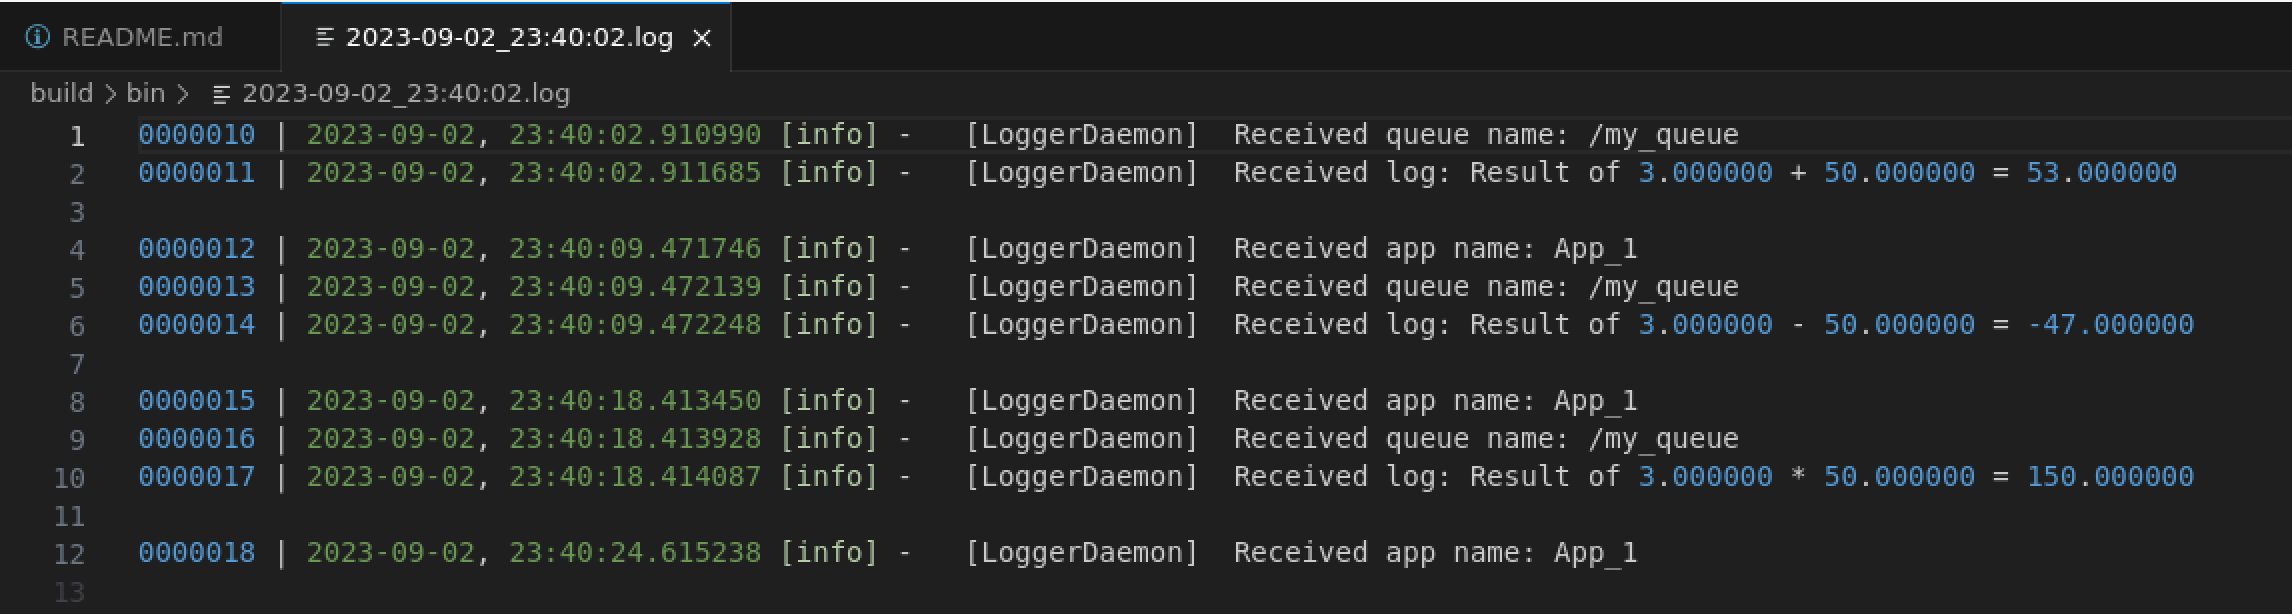 README.md 2023-09-02_23:40:02.log
build > bin > 2023-09-02_23:40:02.log
1 0000010 | 2023-09-02, 23:40:02.910990 [info] - [LoggerDaemon] Received queue name: /my_queue
2 0000011 | 2023-09-02, 23:40:02.911685 [info] - [LoggerDaemon] Received log: Result of 3.000000 + 50.000000 = 53.000000
3
4 0000012 | 2023-09-02, 23:40:09.471746 [info] - [LoggerDaemon] Received app name: App_1
5 0000013 | 2023-09-02, 23:40:09.472139 [info] - [LoggerDaemon] Received queue name: /my_queue
6 0000014 | 2023-09-02, 23:40:09.472248 [info] - [LoggerDaemon] Received log: Result of 3.000000 - 50.000000 = -47.000000
7
8 0000015 | 2023-09-02, 23:40:18.413450 [info] - [LoggerDaemon] Received app name: App_1
9 0000016 | 2023-09-02, 23:40:18.413928 [info] - [LoggerDaemon] Received queue name: /my_queue
10 0000017 | 2023-09-02, 23:40:18.414087 [info] - [LoggerDaemon] Received log: Result of 3.000000 * 50.000000 = 150.000000
11
12 0000018 | 2023-09-02, 23:40:24.615238 [info] - [LoggerDaemon] Received app name: App_1
13